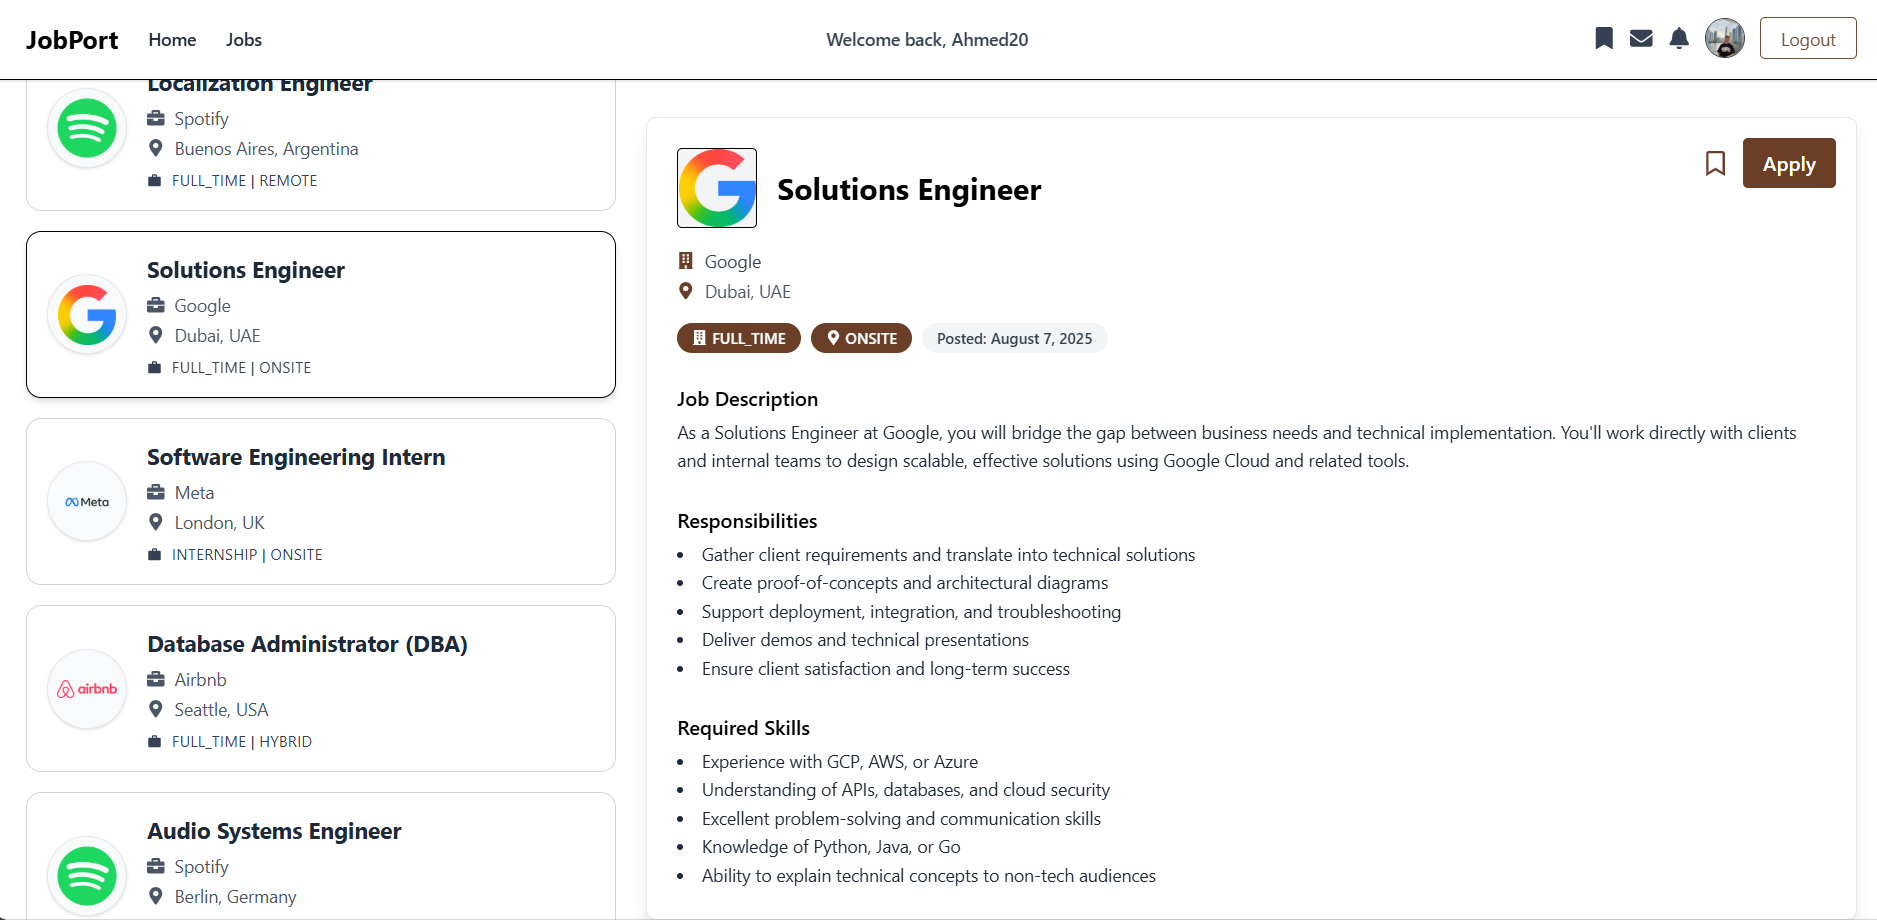 JobPort
Home
Jobs
Welcome back, Ahmed20
Logout
Localization Engineer
Spotify
Buenos Aires, Argentina
FULL_TIME | REMOTE
Solutions Engineer
Google
Dubai, UAE
FULL_TIME | ONSITE
Meta
Software Engineering Intern
Meta
London, UK
INTERNSHIP | ONSITE
airbnb
Database Administrator (DBA)
Airbnb
Seattle, USA
FULL_TIME | HYBRID
Audio Systems Engineer
Spotify
Berlin, Germany
Solutions Engineer
Apply
Google
Dubai, UAE
FULL_TIME
ONSITE
Posted: August 7, 2025
Job Description
As a Solutions Engineer at Google, you will bridge the gap between business needs and technical implementation. You'll work directly with clients
and internal teams to design scalable, effective solutions using Google Cloud and related tools.
Responsibilities
• Gather client requirements and translate into technical solutions
• Create proof-of-concepts and architectural diagrams
• Support deployment, integration, and troubleshooting
• Deliver demos and technical presentations
• Ensure client satisfaction and long-term success
Required Skills
• Experience with GCP, AWS, or Azure
• Understanding of APIs, databases, and cloud security
• Excellent problem-solving and communication skills
• Knowledge of Python, Java, or Go
• Ability to explain technical concepts to non-tech audiences